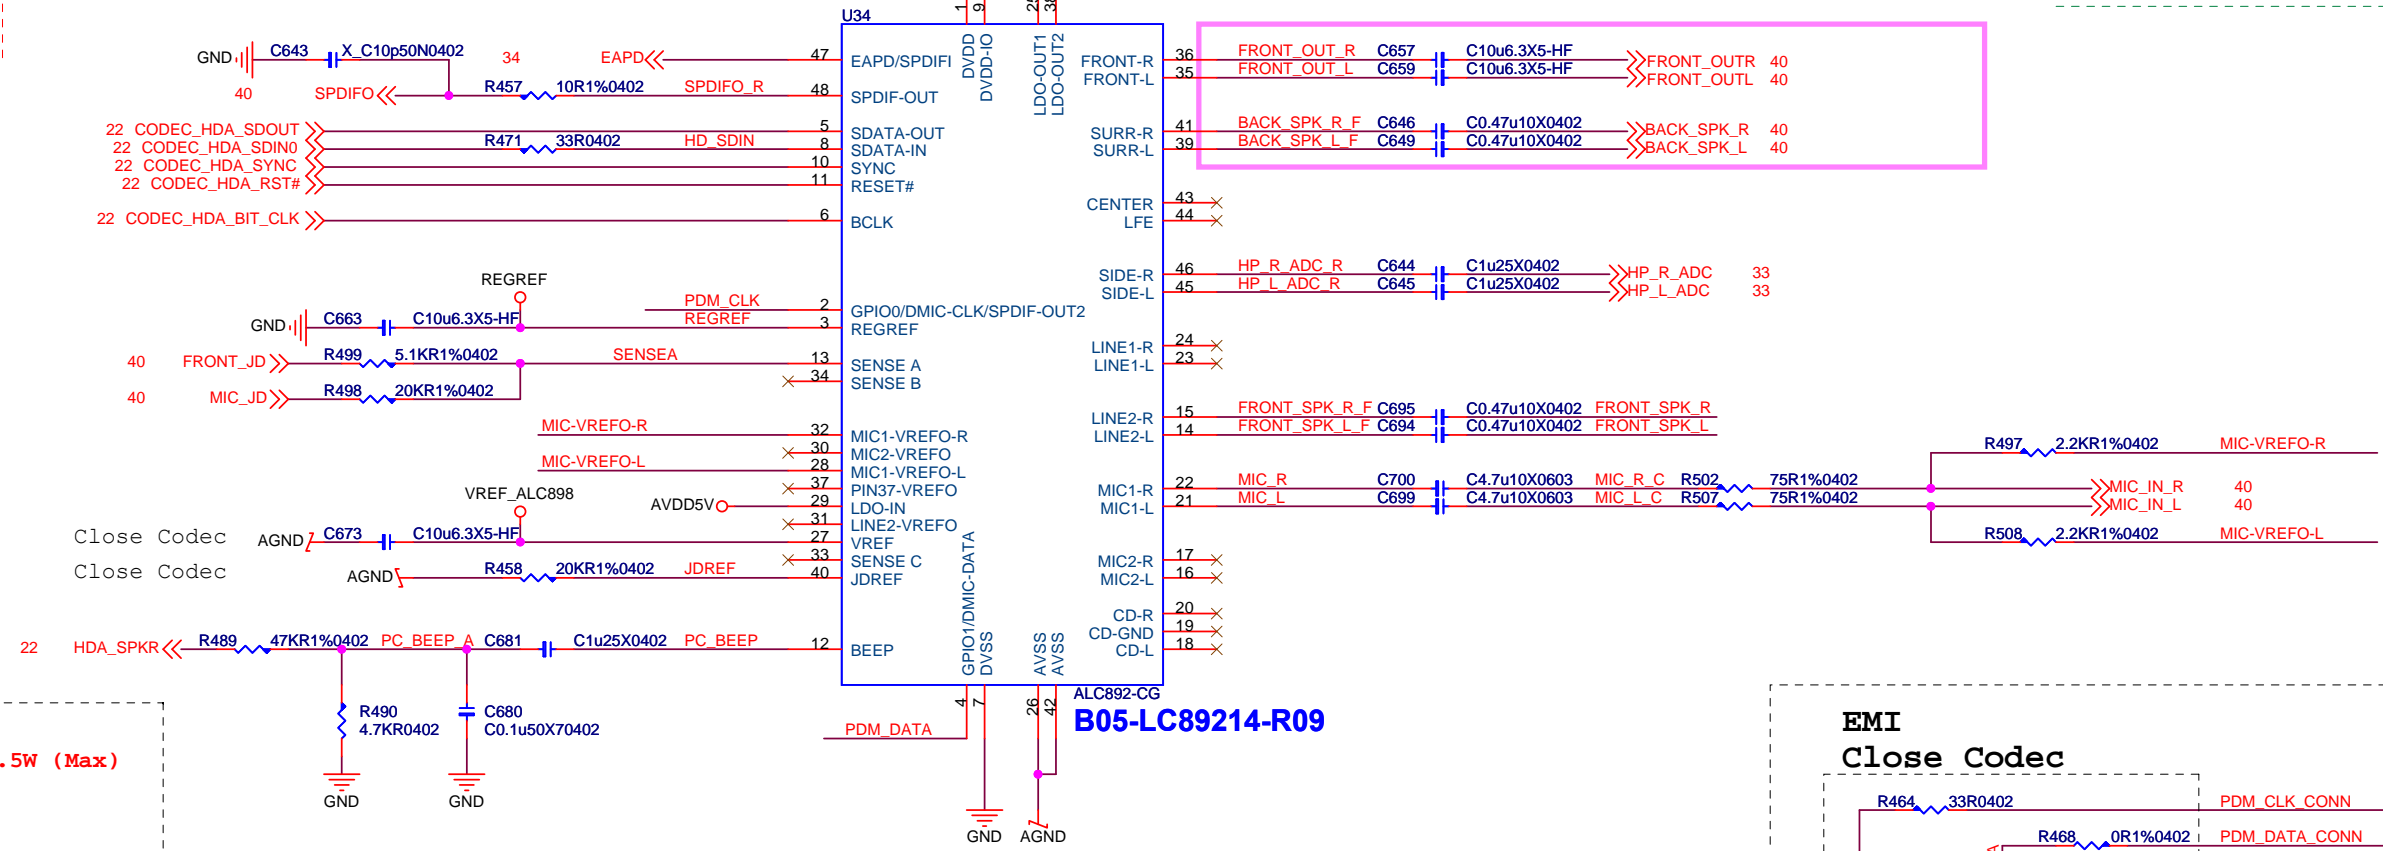 U34
1 9 25 38
GND C643 X_C10p50N0402 34 EAPD 47 EAPD/SPDIFI
40 SPDIFO R457 10R1%0402 SPDIFO_R 48 SPDIF-OUT
22 CODEC_HDA_SDOUT 5 SDATA-OUT
22 CODEC_HDA_SDIN0 R471 33R0402 HD_SDIN 8 SDATA-IN
22 CODEC_HDA_SYNC 10 SYNC
22 CODEC_HDA_RST# 11 RESET#
22 CODEC_HDA_BIT_CLK 6 BCLK
REGREF
PDM_CLK 2 GPIO0/DMIC-CLK/SPDIF-OUT2
GND C663 C10u6.3X5-HF REGREF 3 REGREF
40 FRONT_JD R499 5.1KR1%0402 SENSEA 13 SENSE A
34 SENSE B
40 MIC_JD R498 20KR1%0402
MIC-VREFO-R 32 MIC1-VREFO-R
30 MIC2-VREFO
MIC-VREFO-L 28 MIC1-VREFO-L
37 PIN37-VREFO
VREF_ALC898 AVDD5V 29 LDO-IN
31 LINE2-VREFO
Close Codec AGND C673 C10u6.3X5-HF 27 VREF
33 SENSE C
Close Codec AGND R458 20KR1%0402 JDREF 40 JDREF
22 HDA_SPKR R489 47KR1%0402 PC_BEEP_A C681 C1u25X0402 PC_BEEP 12 BEEP
R490
4.7KR0402
C680
C0.1u50X70402
GND
GND
.5W (Max)
DVDD
DVDD-IO
LDO-OUT1
LDO-OUT2
GPIO1/DMIC-DATA
DVSS
AVSS
AVSS
4 7 26 42
PDM_DATA
GND AGND
ALC892-CG
B05-LC89214-R09
FRONT-R 36 FRONT_OUT_R C657 C10u6.3X5-HF FRONT_OUTR 40
FRONT-L 35 FRONT_OUT_L C659 C10u6.3X5-HF FRONT_OUTL 40
SURR-R 41 BACK_SPK_R_F C646 C0.47u10X0402 BACK_SPK_R 40
SURR-L 39 BACK_SPK_L_F C649 C0.47u10X0402 BACK_SPK_L 40
CENTER 43
LFE 44
SIDE-R 46 HP_R_ADC_R C644 C1u25X0402 HP_R_ADC 33
SIDE-L 45 HP_L_ADC_R C645 C1u25X0402 HP_L_ADC 33
LINE1-R 24
LINE1-L 23
LINE2-R 15 FRONT_SPK_R_F C695 C0.47u10X0402 FRONT_SPK_R
LINE2-L 14 FRONT_SPK_L_F C694 C0.47u10X0402 FRONT_SPK_L
R497 2.2KR1%0402 MIC-VREFO-R
MIC1-R 22 MIC_R C700 C4.7u10X0603 MIC_R_C R502 75R1%0402 MIC_IN_R 40
MIC1-L 21 MIC_L C699 C4.7u10X0603 MIC_L_C R507 75R1%0402 MIC_IN_L 40
R508 2.2KR1%0402 MIC-VREFO-L
MIC2-R 17
MIC2-L 16
CD-R 20
CD-GND 19
CD-L 18
EMI
Close Codec
R464 33R0402 PDM_CLK_CONN
R468 0R1%0402 PDM_DATA_CONN